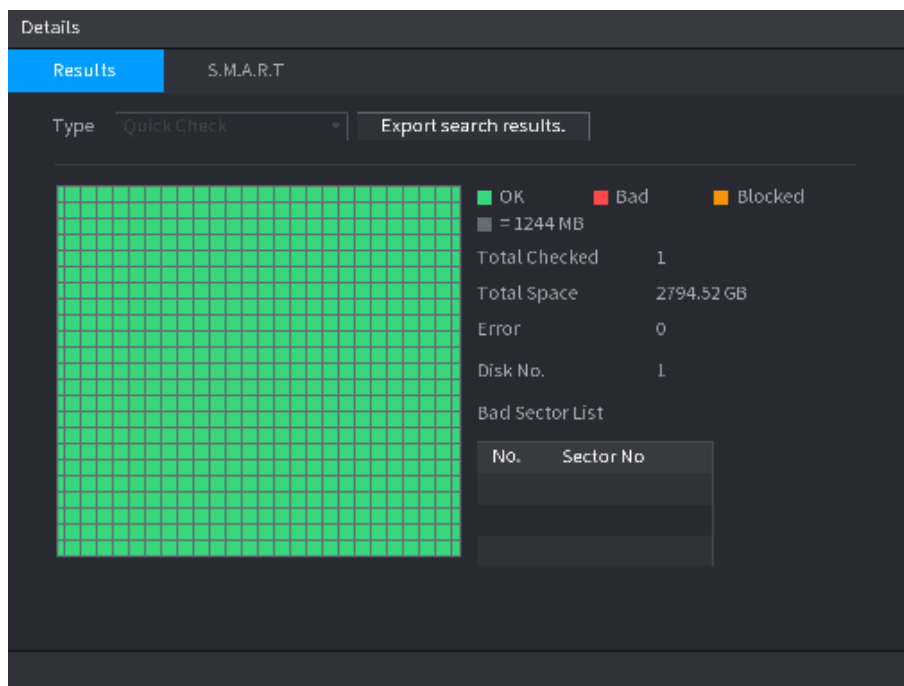 Details
Results S.M.A.R.T
Type Quick Check Export search results.
OK Bad Blocked
= 1244 MB
Total Checked 1
Total Space 2794.52 GB
Error 0
Disk No. 1
Bad Sector List
No. Sector No